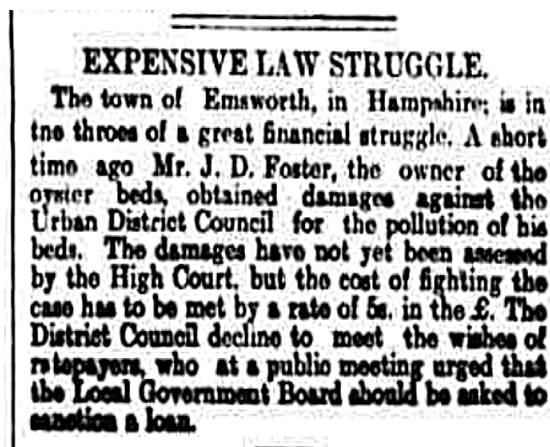 EXPENSIVE LAW STRUGGLE.
The town of Emsworth, in Hampshire; is in
the throes of a great financial struggle. A short
time ago Mr. J. D. Foster, the owner of the
oyster beds, obtained damages against the
Urban District Council for the pollution of his
beds. The damages have not yet been assessed
by the High Court, but the cost of fighting the
case has to be met by a rate of 5s. in the £. The
District Council decline to meet the wishes of
ratepayers, who at a public meeting urged that
the Local Government Board should be asked to
sanction a loan.